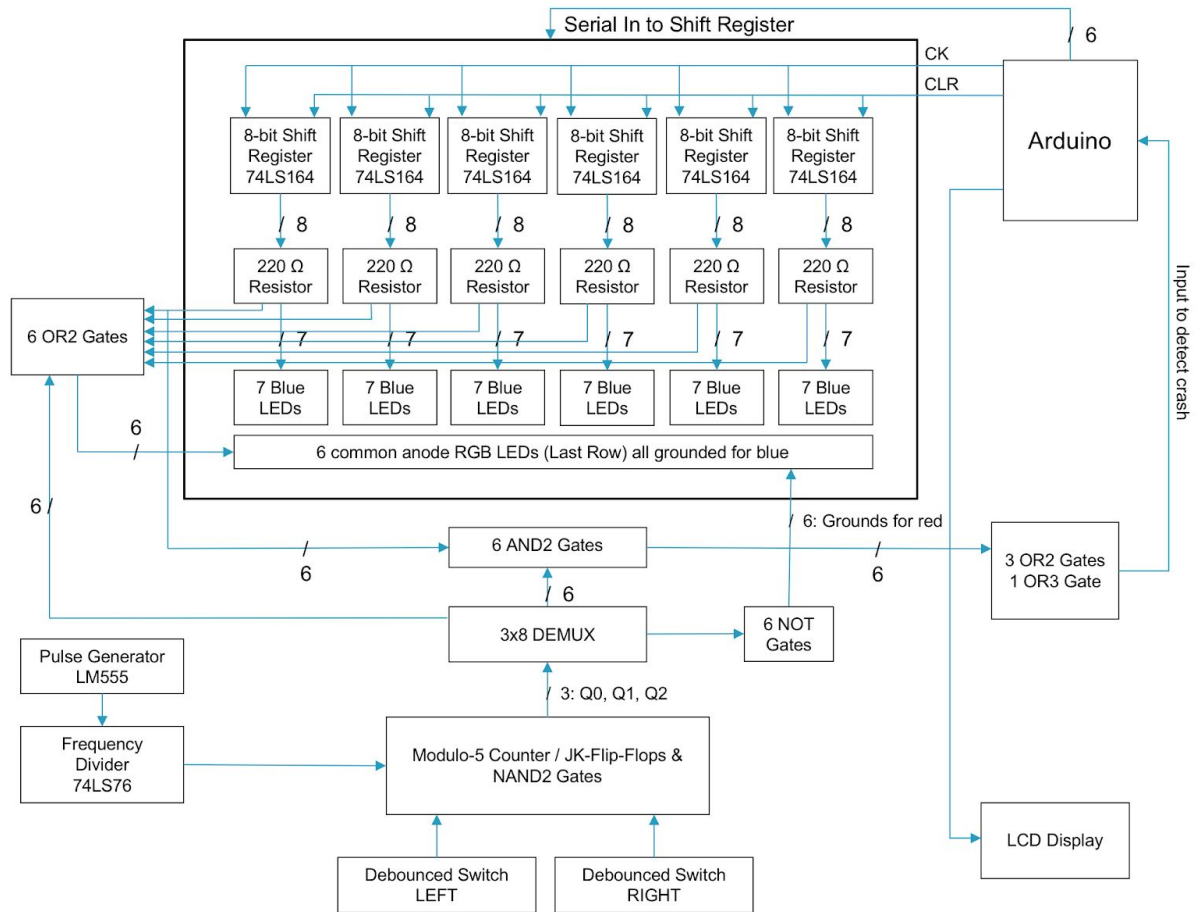 Serial In to Shift Register
/ 6
CK
CLR
Arduino
8-bit Shift
Register
74LS164
8-bit Shift
Register
74LS164
8-bit Shift
Register
74LS164
8-bit Shift
Register
74LS164
8-bit Shift
Register
74LS164
8-bit Shift
Register
74LS164
/ 8
/ 8
/ 8
/ 8
/ 8
/ 8
220 Ω
Resistor
220 Ω
Resistor
220 Ω
Resistor
220 Ω
Resistor
220 Ω
Resistor
220 Ω
Resistor
6 OR2 Gates
/ 7
/ 7
/ 7
/ 7
/ 7
/ 7
Input to detect crash
7 Blue
LEDs
7 Blue
LEDs
7 Blue
LEDs
7 Blue
LEDs
7 Blue
LEDs
7 Blue
LEDs
6
/
6 common anode RGB LEDs (Last Row) all grounded for blue
6 /
/ 6: Grounds for red
/
6
6 AND2 Gates
/
6
3 OR2 Gates
1 OR3 Gate
/ 6
3x8 DEMUX
6 NOT
Gates
Pulse Generator
LM555
/ 3: Q0, Q1, Q2
Frequency
Divider
74LS76
Modulo-5 Counter / JK-Flip-Flops &
NAND2 Gates
LCD Display
Debounced Switch
LEFT
Debounced Switch
RIGHT